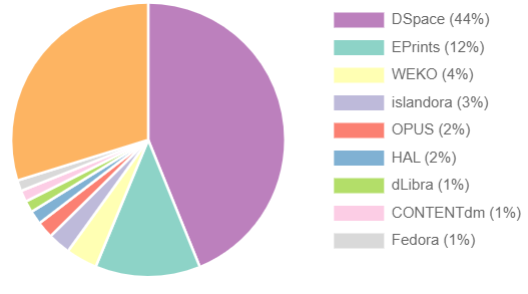 DSpace (44%)
EPrints (12%)
WEKO (4%)
islandora (3%)
OPUS (2%)
HAL (2%)
dLibra (1%)
CONTENTdm (1%)
Fedora (1%)